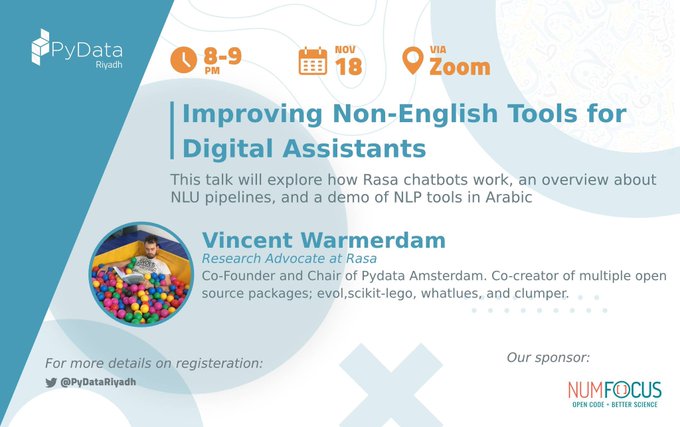 PyData
Riyadh
8-9
PM
NOV
18
VIA
Zoom
Improving Non-English Tools for
Digital Assistants
This talk will explore how Rasa chatbots work, an overview about
NLU pipelines, and a demo of NLP tools in Arabic
Vincent Warmerdam
Research Advocate at Rasa
Co-Founder and Chair of Pydata Amsterdam. Co-creator of multiple open
source packages; evol,scikit-lego, whatlues, and clumper.
For more details on registeration:
@PyDataRiyadh
Our sponsor:
NUMFOCUS
OPEN CODE + BETTER SCIENCE